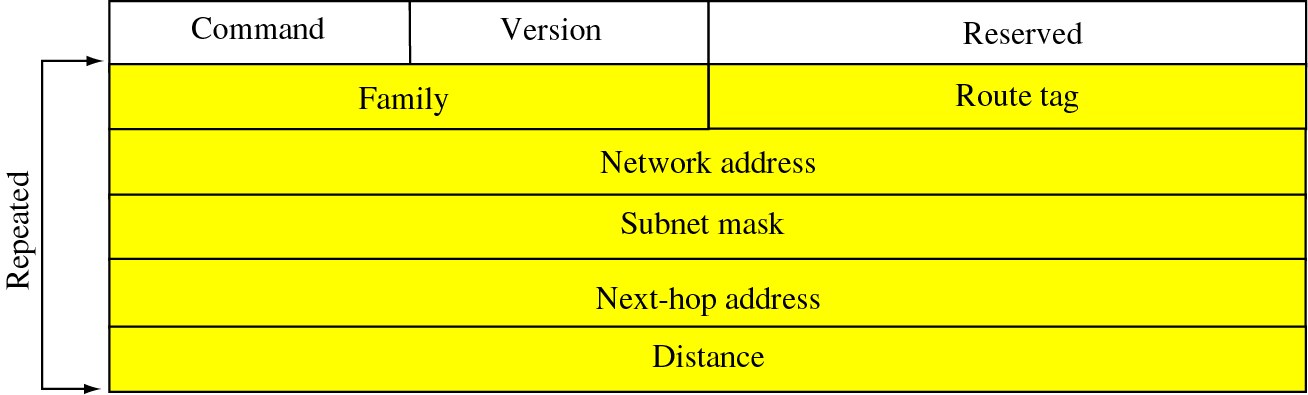 Command Version Reserved
Family Route tag
Network address
Subnet mask
Next-hop address
Distance
Repeated